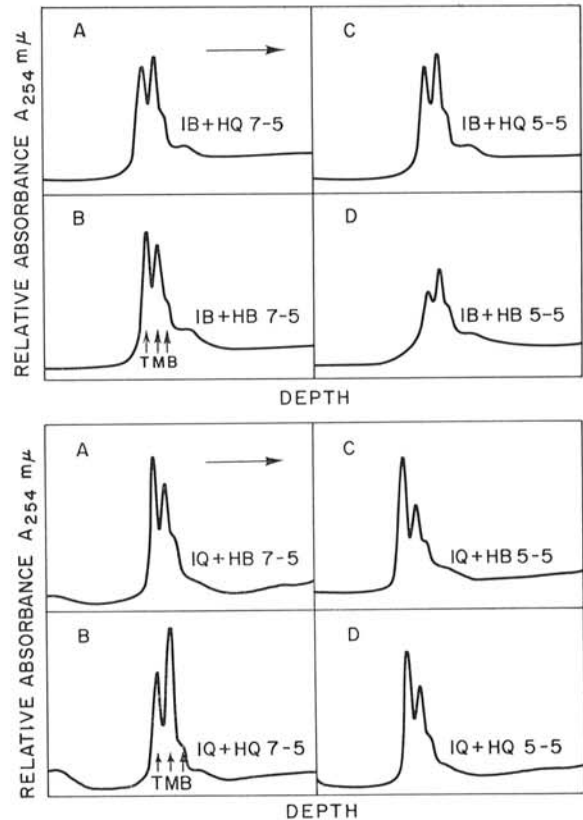 RELATIVE ABSORBANCE A254 mμ
A
IB+HQ 7-5
C
IB+HQ 5-5
B
IB+HB 7-5
T M B
D
IB+HB 5-5
DEPTH
RELATIVE ABSORBANCE A254 mμ
A
IQ+HB 7-5
C
IQ+HB 5-5
B
IQ+HQ 7-5
T M B
D
IQ+HQ 5-5
DEPTH